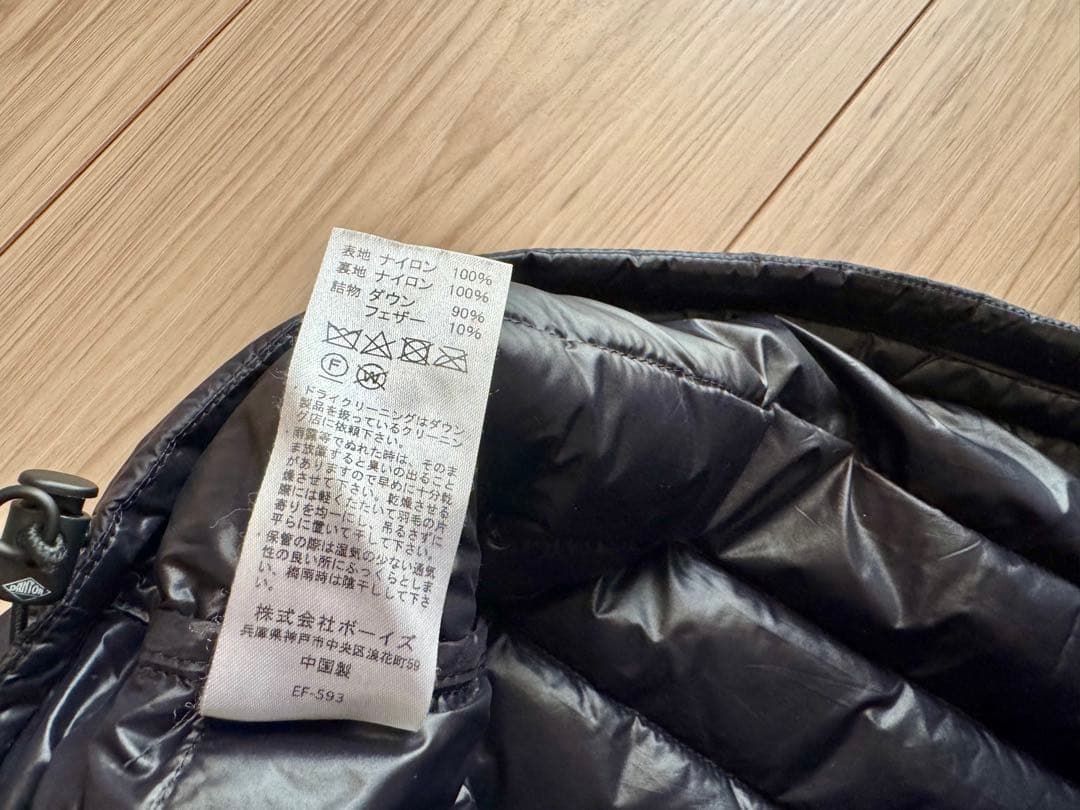 表地 ナイロン 100%
裏地 ナイロン 100%
詰物 ダウン 90%
フェザー 10%
F W
・ドライクリーニングはダウン
製品を扱っているクリーニン
グ店に依頼下さい。
・雨露等でぬれた時は、そのま
ま放置すると臭いの出ること
がありますので早めに十分乾
燥させて下さい。乾燥させる
際には軽くたたいて羽毛の片
寄りを均一にし、吊るさずに
平らに置いて干して下さい。
・保管の際は湿気の少ない通気
性の良い所にふっくらとしま
い、梅雨時は陰干しして下さ
い。
株式会社ボーイズ
兵庫県神戸市中央区浪花町59
中国製
EF-593
DANTON